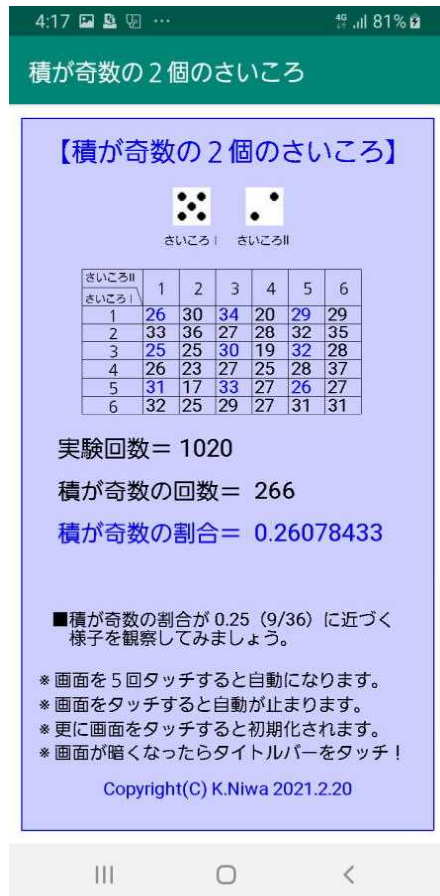 4:17 … 4G 81%
積が奇数の２個のさいころ
【積が奇数の２個のさいころ】
さいころⅠ さいころⅡ
さいころⅡ
さいころⅠ 1 2 3 4 5 6
1 26 30 34 20 29 29
2 33 36 27 28 32 35
3 25 25 30 19 32 28
4 26 23 27 25 28 37
5 31 17 33 27 26 27
6 32 25 29 27 31 31
実験回数＝ 1020
積が奇数の回数＝ 266
積が奇数の割合＝ 0.26078433
■積が奇数の割合が 0.25（9/36）に近づく
様子を観察してみましょう。
※画面を５回タッチすると自動になります。
※画面をタッチすると自動が止まります。
※更に画面をタッチすると初期化されます。
※画面が暗くなったらタイトルバーをタッチ！
Copyright(C) K.Niwa 2021.2.20